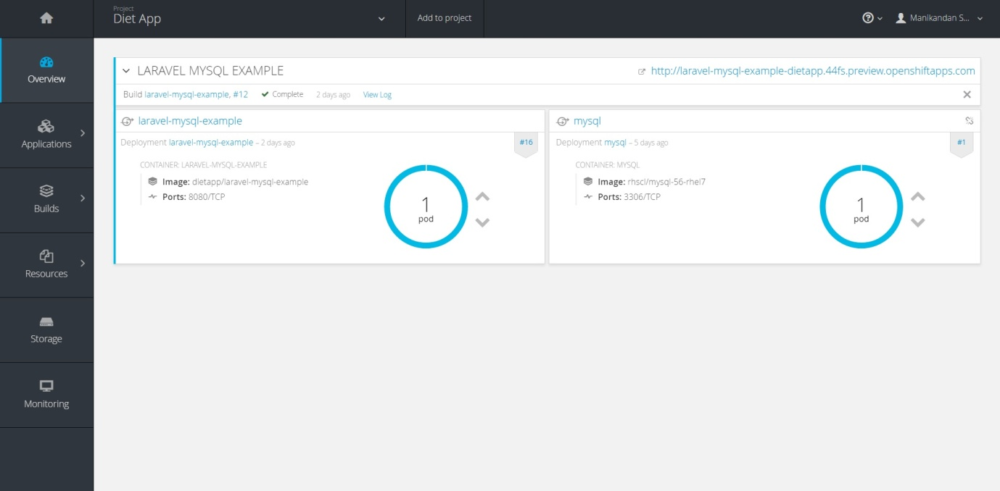 Project
Diet App
Add to project
Manikandan S...
Overview
Applications
Builds
Resources
Storage
Monitoring
LARAVEL MYSQL EXAMPLE
http://laravel-mysql-example-dietapp.44fs.preview.openshiftapps.com
Build laravel-mysql-example, #12 Complete 2 days ago View Log
laravel-mysql-example
Deployment laravel-mysql-example – 2 days ago
#16
CONTAINER: LARAVEL-MYSQL-EXAMPLE
Image: dietapp/laravel-mysql-example
Ports: 8080/TCP
1
pod
mysql
Deployment mysql – 5 days ago
#1
CONTAINER: MYSQL
Image: rhscl/mysql-56-rhel7
Ports: 3306/TCP
1
pod